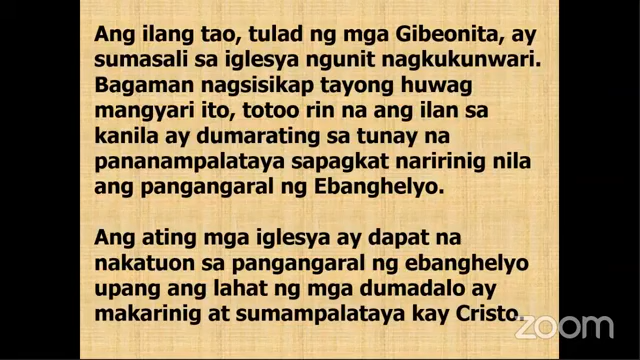 Ang ilang tao, tulad ng mga Gibeonita, ay
sumasali sa iglesya ngunit nagkukunwari.
Bagaman nagsisikap tayong huwag
mangyari ito, totoo rin na ang ilan sa
kanila ay dumarating sa tunay na
pananampalataya sapagkat naririnig nila
ang pangangaral ng Ebanghelyo.
Ang ating mga iglesya ay dapat na
nakatuon sa pangangaral ng ebanghelyo
upang ang lahat ng mga dumadalo ay
makarinig at sumampalataya kay Cristo.
zoom